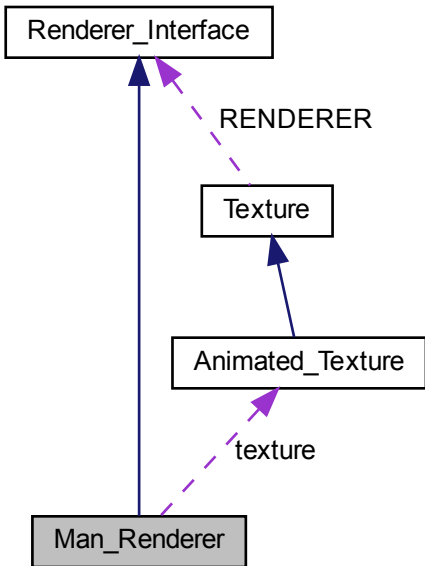 Renderer_Interface
RENDERER
Texture
Animated_Texture
texture
Man_Renderer